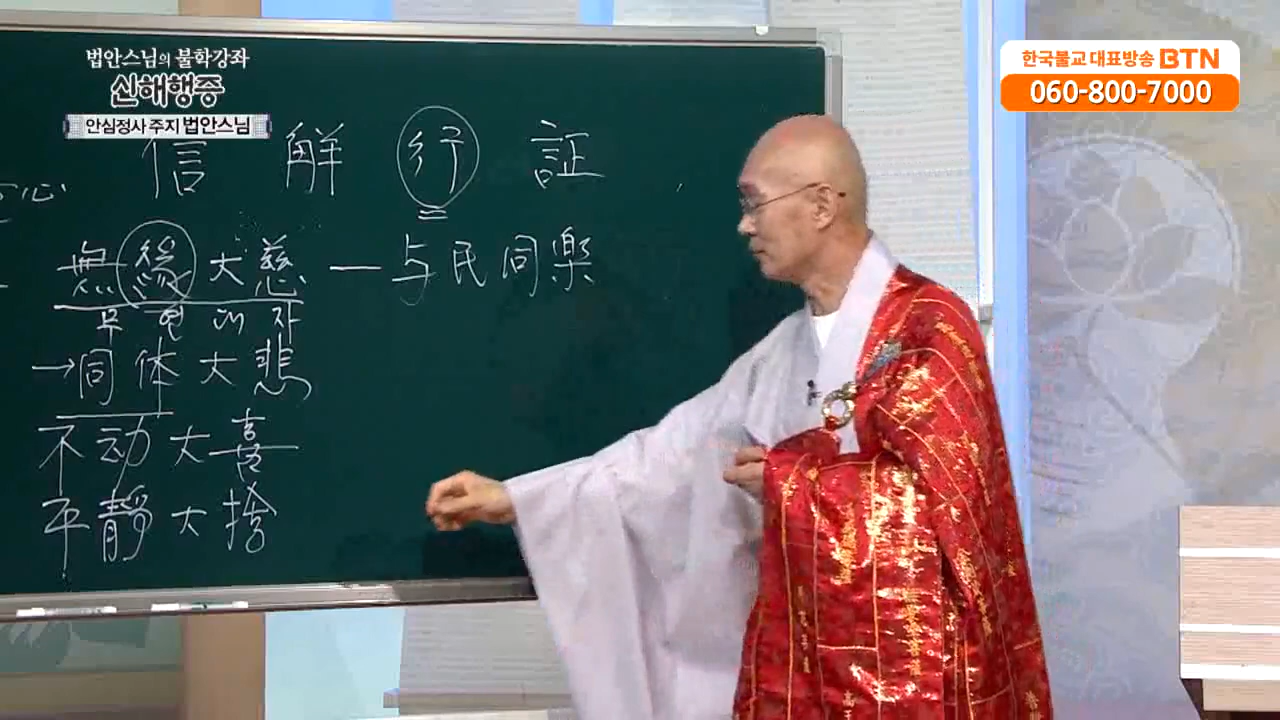 법안스님의 불학강좌
신해행증
안심정사 주지 법안스님
한국불교 대표방송 BTN
060-800-7000
信 解 行 证
心
無緣大慈 一 与民同樂
무연대자
→同体大悲
不动大喜
平靜大捨